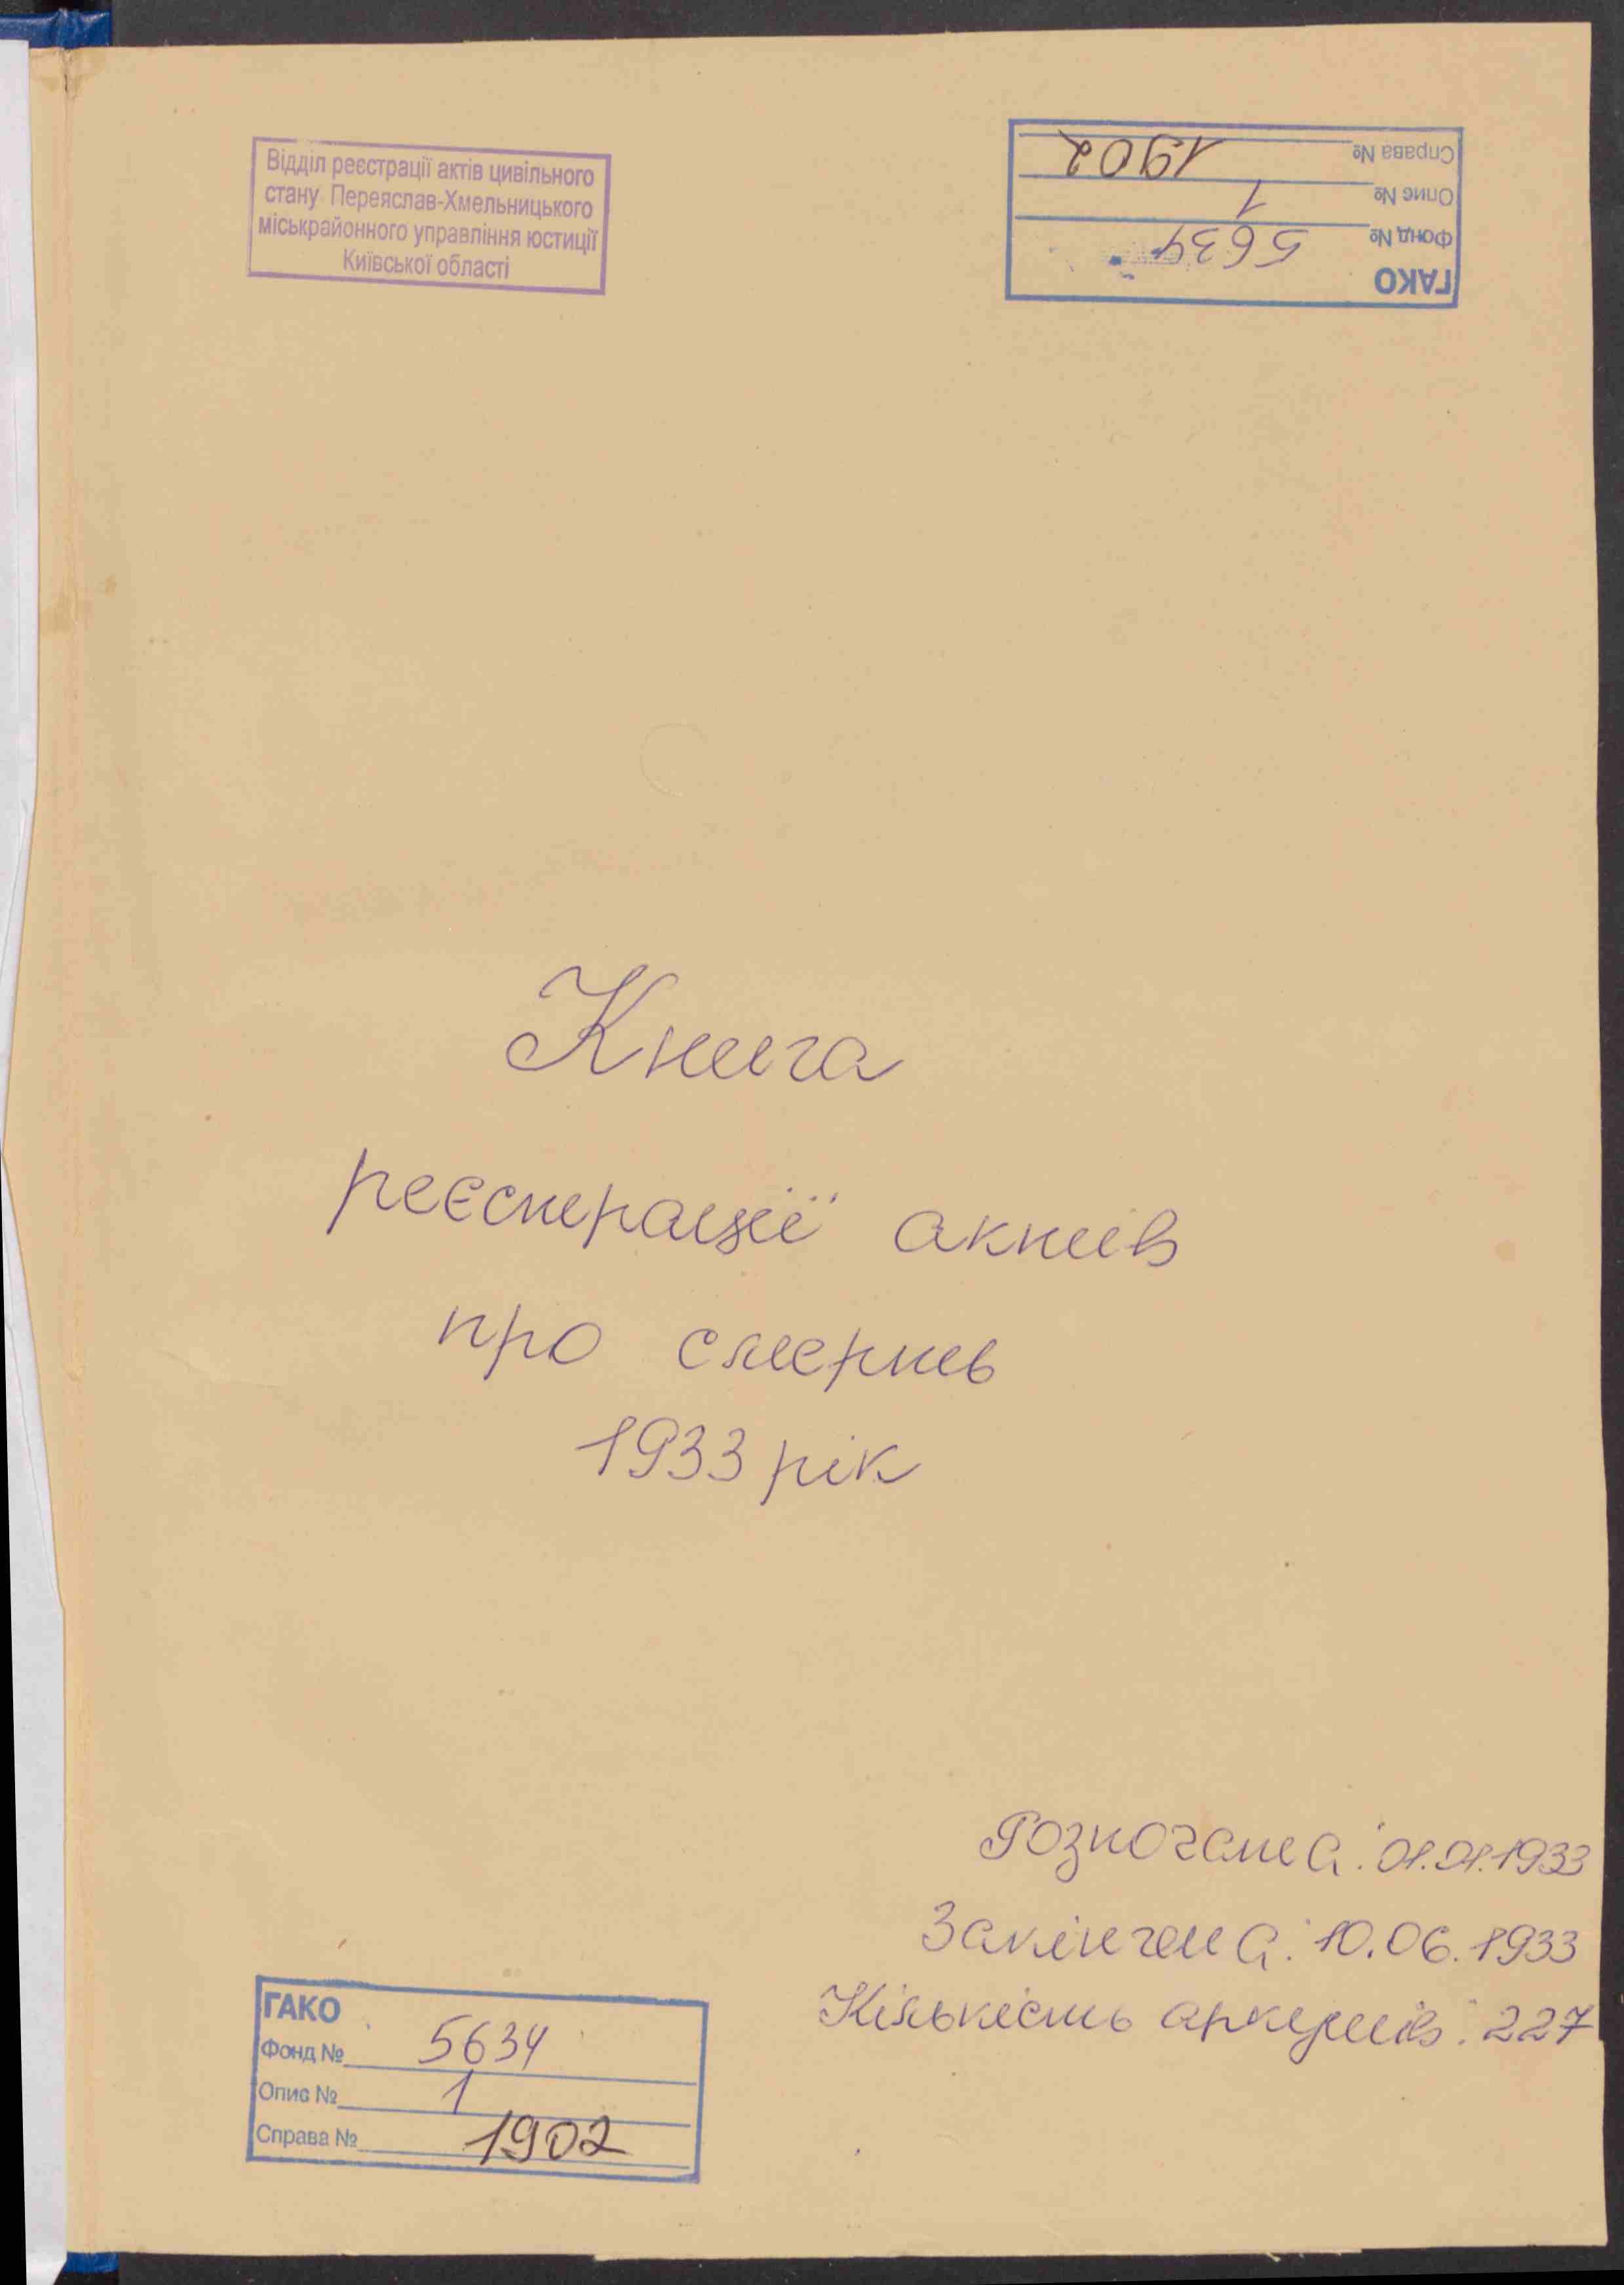 Відділ реєстрації актів цивільного
стану Переяслав-Хмельницького
міськрайонного управління юстиції
Київської області
ГАКО
Фонд № 5634
Опис № 1
Справа № 1902
Книга
реєстрації актів
про смерть
1933 рік
Розпочата: 01.01.1933
Закінчена: 10.06.1933
Кількість аркушів: 227
ГАКО
Фонд № 5634
Опис № 1
Справа № 1902